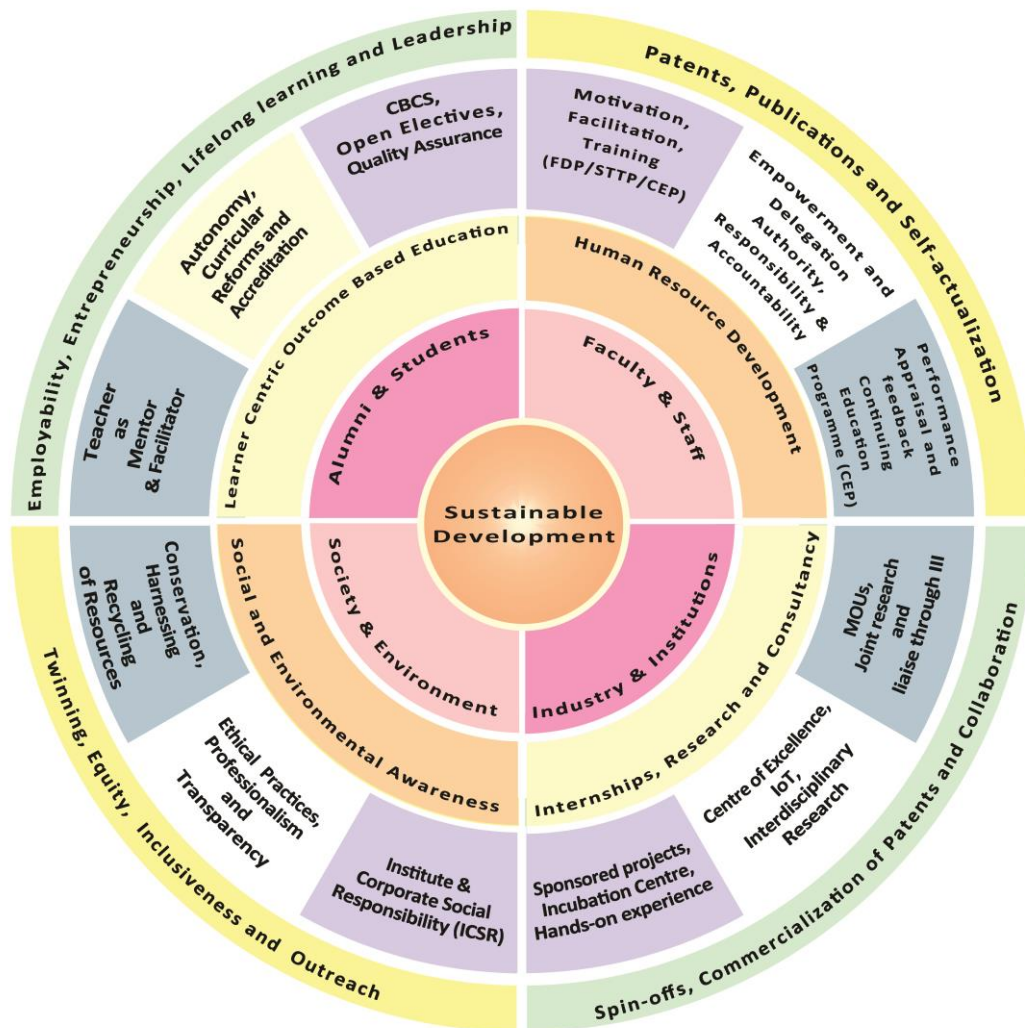 Sustainable
Development
Alumni & Students
Learner Centric Outcome Based Education
Teacher
as
Mentor
& Facilitator
Autonomy,
Curricular
Reforms and
Accreditation
CBCS,
Open Electives,
Quality Assurance
Employability, Entrepreneurship, Lifelong learning and Leadership
Faculty & Staff
Human Resource Development
Motivation,
Facilitation,
Training
(FDP/STTP/CEP)
Empowerment and
Delegation
Authority,
Responsibility &
Accountability
Performance
Appraisal and
feedback
Continuing
Education
Programme (CEP)
Patents, Publications and Self-actualization
Industry & Institutions
Internships, Research and Consultancy
MOUs,
Joint research
and
liaise through III
Centre of Excellence,
IoT,
Interdisciplinary
Research
Sponsored projects,
Incubation Centre,
Hands-on experience
Spin-offs, Commercialization of Patents and Collaboration
Society & Environment
Social and Environmental Awareness
Institute &
Corporate Social
Responsibility (ICSR)
Ethical Practices,
Professionalism
and
Transparency
Conservation,
Harnessing
and
Recycling
of Resources
Twinning, Equity, Inclusiveness and Outreach